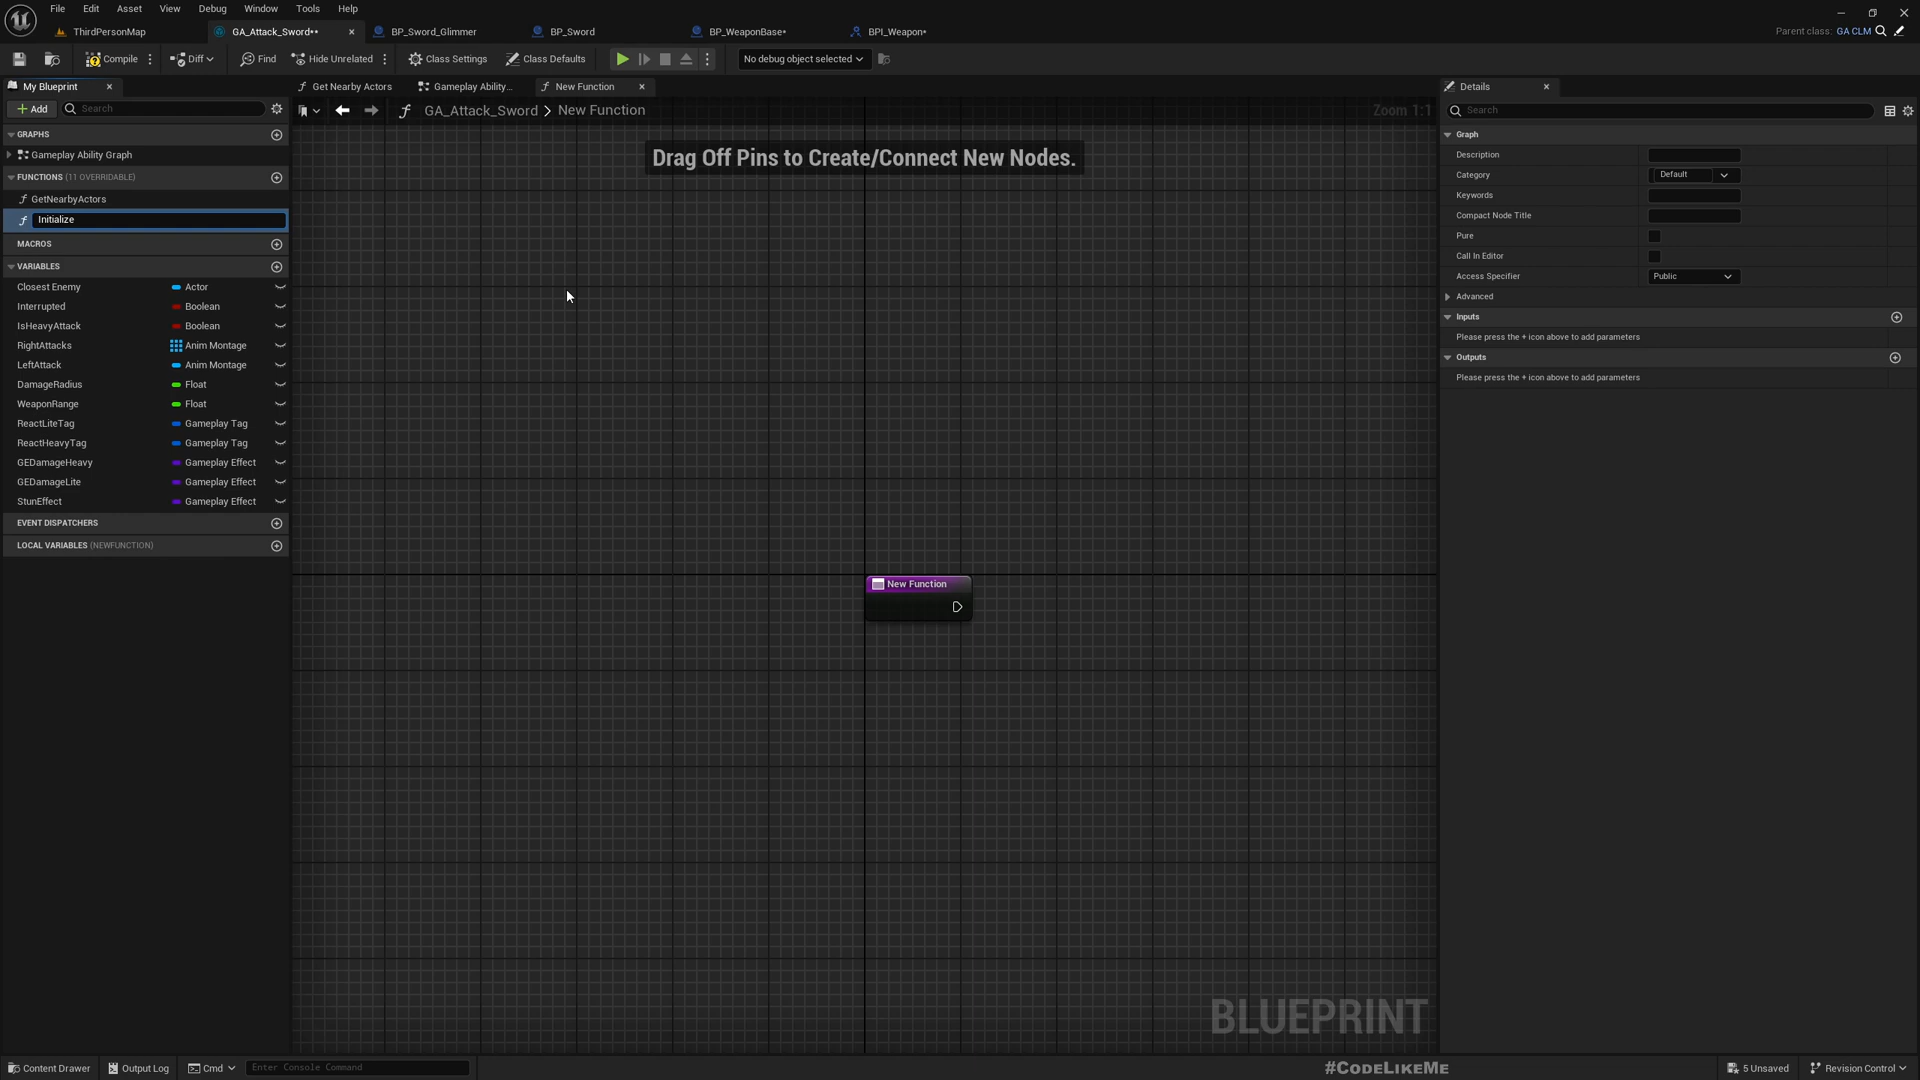 File Edit Asset View Debug Window Tools Help
ThirdPersonMap GA_Attack_Sword•• BP_Sword_Glimmer BP_Sword BP_WeaponBase• BPI_Weapon•
Parent class: GA CLM
Compile Diff Find Hide Unrelated Class Settings Class Defaults No debug object selected
My Blueprint Get Nearby Actors Gameplay Ability... New Function Details
+ Add Search GA_Attack_Sword > New Function Zoom 1:1 Search
GRAPHS
Gameplay Ability Graph
FUNCTIONS (11 OVERRIDABLE)
GetNearbyActors
Initialize
MACROS
VARIABLES
Closest Enemy Actor
Interrupted Boolean
IsHeavyAttack Boolean
RightAttacks Anim Montage
LeftAttack Anim Montage
DamageRadius Float
WeaponRange Float
ReactLiteTag Gameplay Tag
ReactHeavyTag Gameplay Tag
GEDamageHeavy Gameplay Effect
GEDamageLite Gameplay Effect
StunEffect Gameplay Effect
EVENT DISPATCHERS
LOCAL VARIABLES (NEWFUNCTION)
Drag Off Pins to Create/Connect New Nodes.
New Function
BLUEPRINT
Graph
Description
Category Default
Keywords
Compact Node Title
Pure
Call In Editor
Access Specifier Public
Advanced
Inputs
Please press the + icon above to add parameters
Outputs
Please press the + icon above to add parameters
Content Drawer Output Log Cmd Enter Console Command #CODELIKEME 5 Unsaved Revision Control